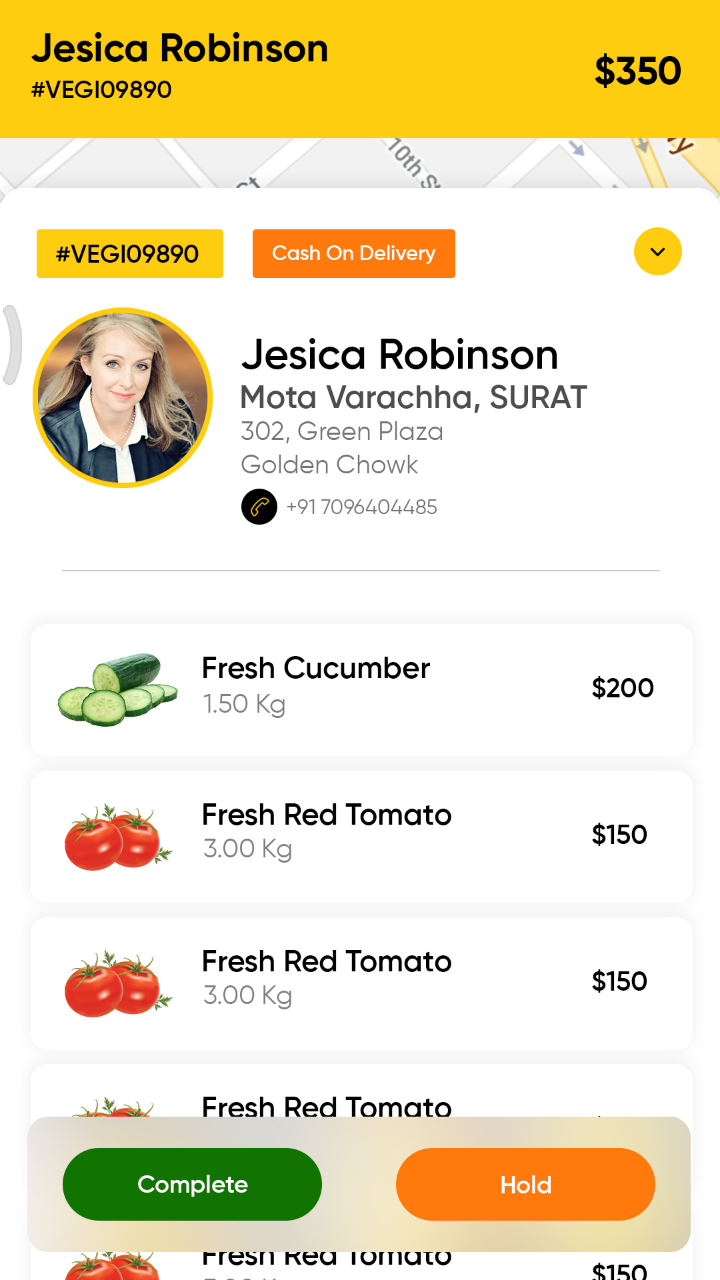 Jesica Robinson
#VEGI09890
$350
10th S
#VEGI09890
Cash On Delivery
Jesica Robinson
Mota Varachha, SURAT
302, Green Plaza
Golden Chowk
+91 7096404485
Fresh Cucumber
1.50 Kg
$200
Fresh Red Tomato
3.00 Kg
$150
Fresh Red Tomato
3.00 Kg
$150
Fresh Red Tomato
Complete
Hold
Fresh Red Tomato
$150